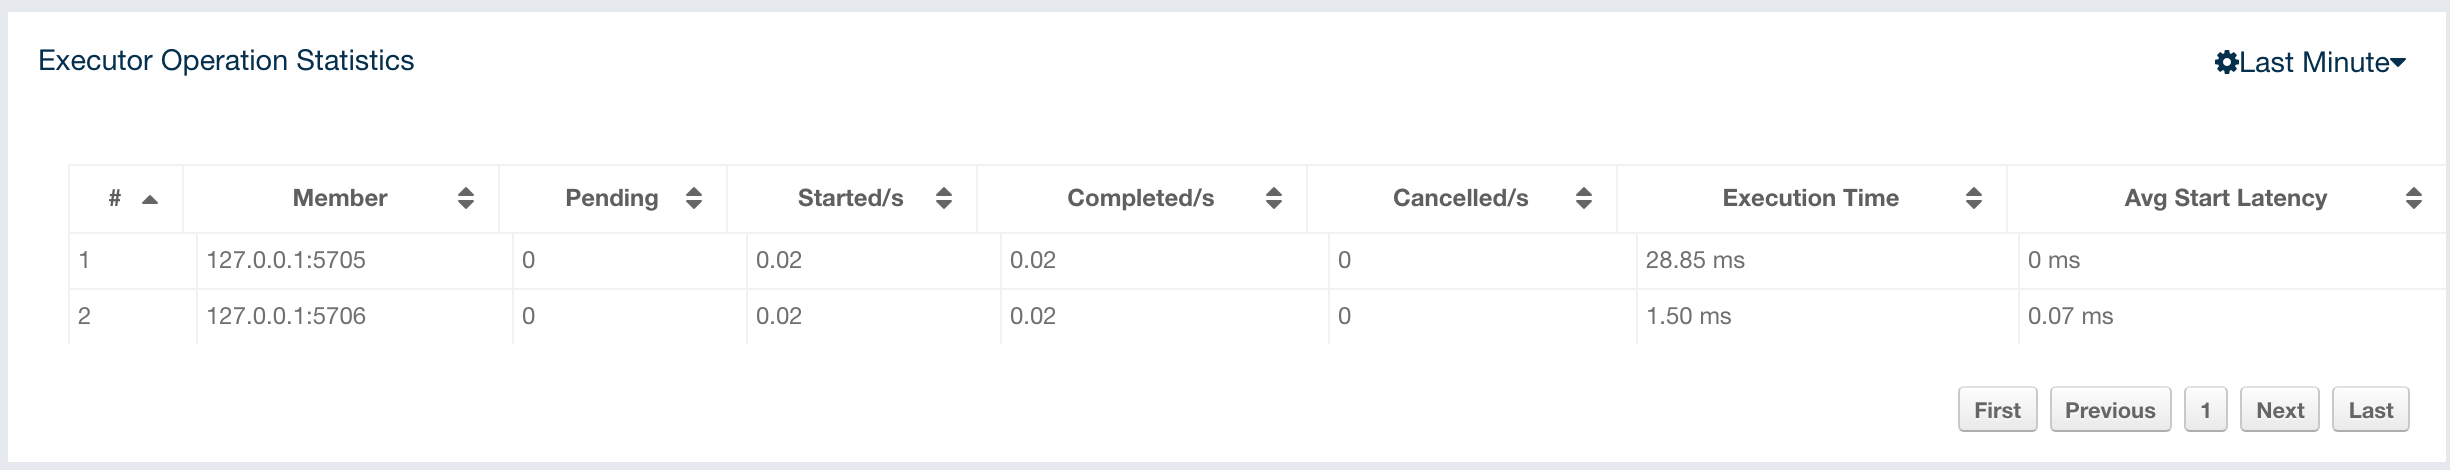 Executor Operation Statistics
Last Minute
# Member Pending Started/s Completed/s Cancelled/s Execution Time Avg Start Latency
1 127.0.0.1:5705 0 0.02 0.02 0 28.85 ms 0 ms
2 127.0.0.1:5706 0 0.02 0.02 0 1.50 ms 0.07 ms
First Previous 1 Next Last